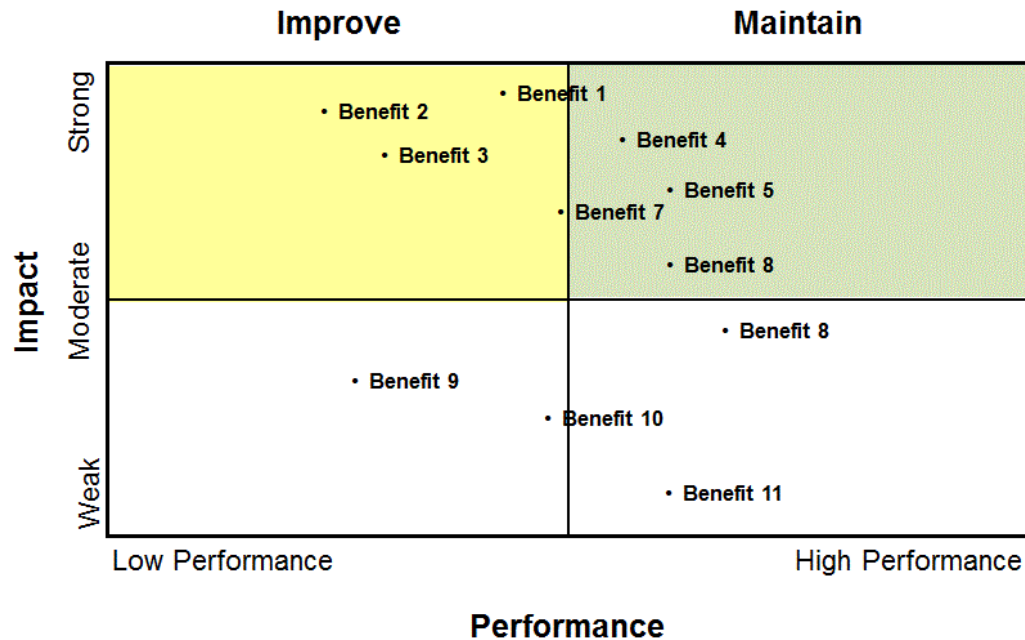 Improve
Maintain
Strong
Benefit 1
Benefit 2
Benefit 4
Benefit 3
Benefit 5
Benefit 7
Moderate
Benefit 8
Impact
Benefit 8
Benefit 9
Benefit 10
Weak
Benefit 11
Low Performance
High Performance
Performance